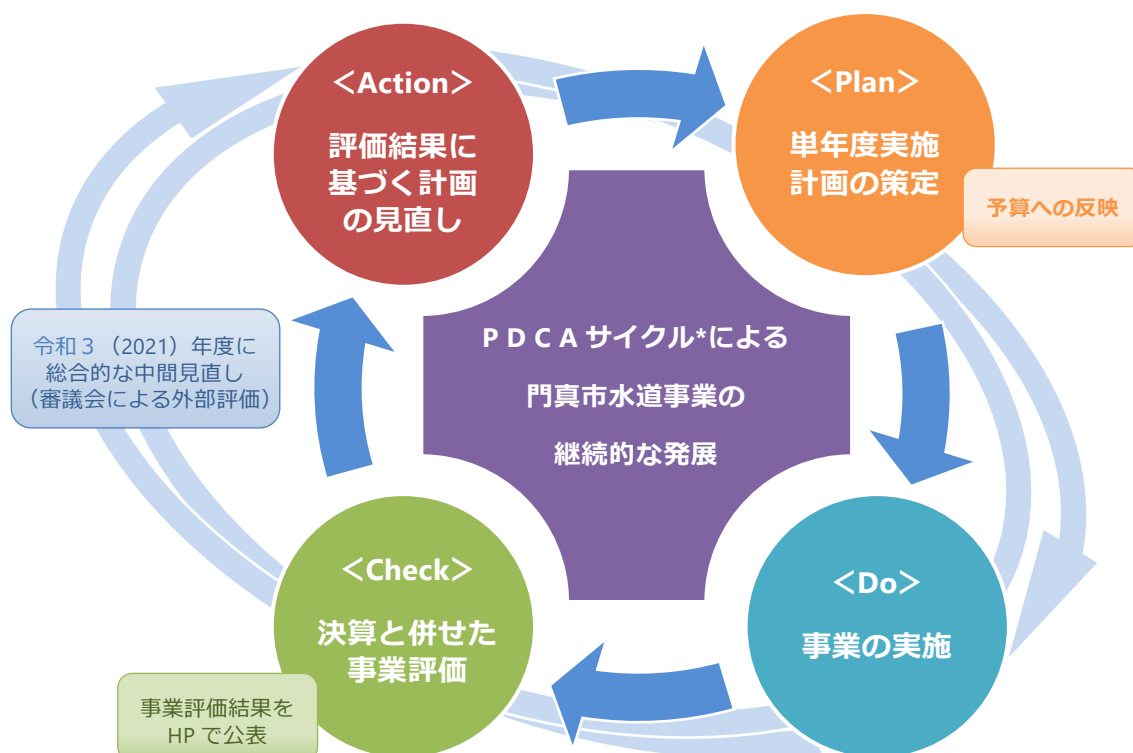 ＜Action＞
評価結果に
基づく計画
の見直し
＜Plan＞
単年度実施
計画の策定
予算への反映
令和３（2021）年度に
総合的な中間見直し
（審議会による外部評価）
ＰＤＣＡサイクル*による
門真市水道事業の
継続的な発展
＜Check＞
決算と併せた
事業評価
＜Do＞
事業の実施
事業評価結果を
HP で公表